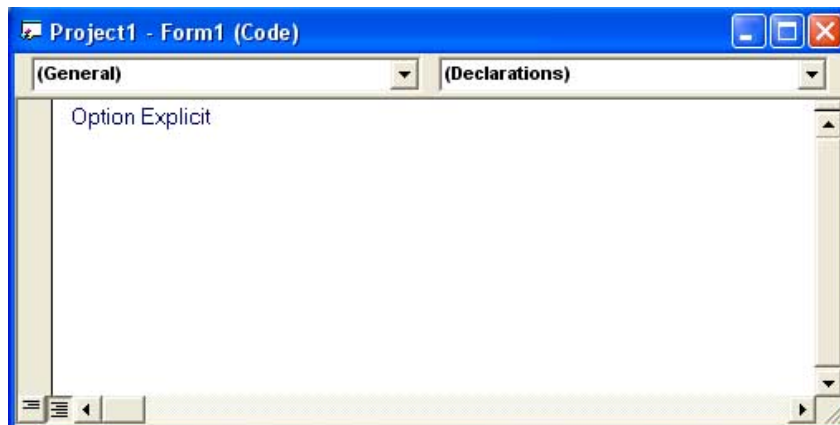 Project1 - Form1 (Code)
(General) (Declarations)
Option Explicit